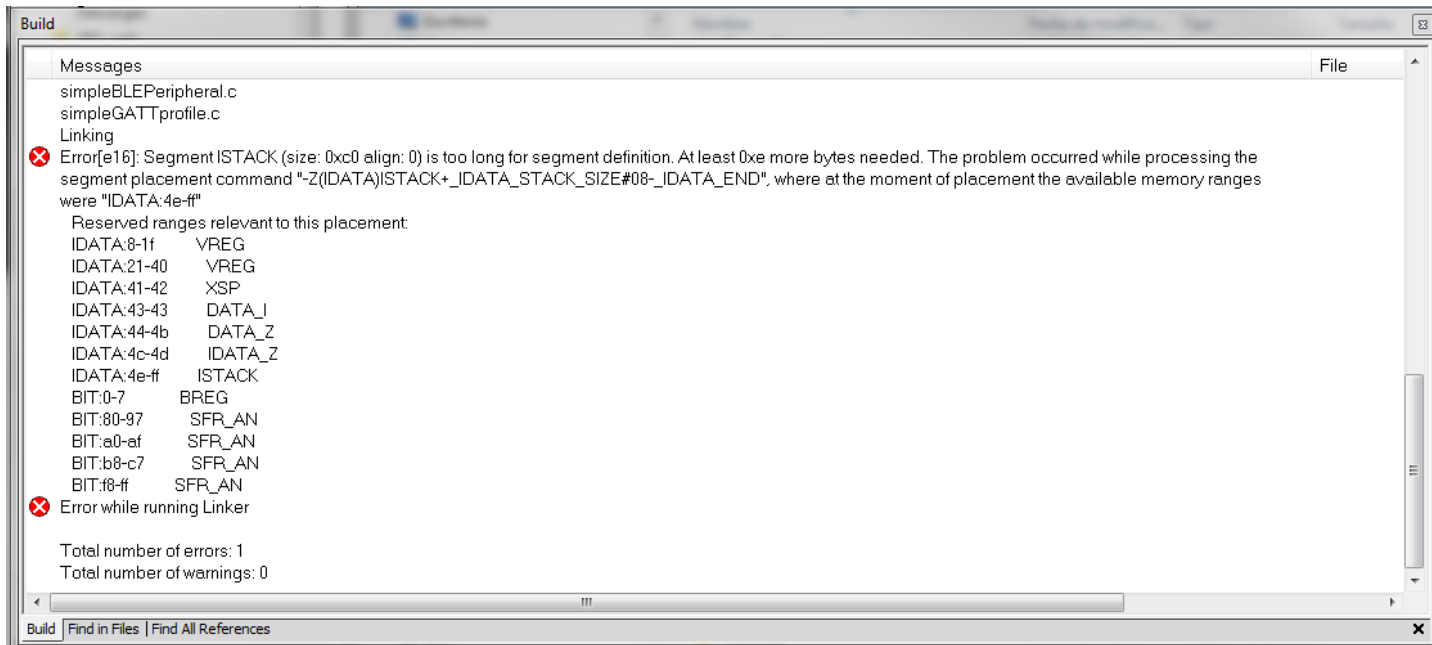 Build
Messages File
simpleBLEPeripheral.c
simpleGATTprofile.c
Linking
Error[e16]: Segment ISTACK (size: 0xc0 align: 0) is too long for segment definition. At least 0xe more bytes needed. The problem occurred while processing the
segment placement command "-Z(IDATA)ISTACK+_IDATA_STACK_SIZE#08-_IDATA_END", where at the moment of placement the available memory ranges
were "IDATA:4e-ff"
Reserved ranges relevant to this placement:
IDATA:8-1f VREG
IDATA:21-40 VREG
IDATA:41-42 XSP
IDATA:43-43 DATA_I
IDATA:44-4b DATA_Z
IDATA:4c-4d IDATA_Z
IDATA:4e-ff ISTACK
BIT:0-7 BREG
BIT:80-97 SFR_AN
BIT:a0-af SFR_AN
BIT:b8-c7 SFR_AN
BIT:f8-ff SFR_AN
Error while running Linker
Total number of errors: 1
Total number of warnings: 0
Build Find in Files Find All References